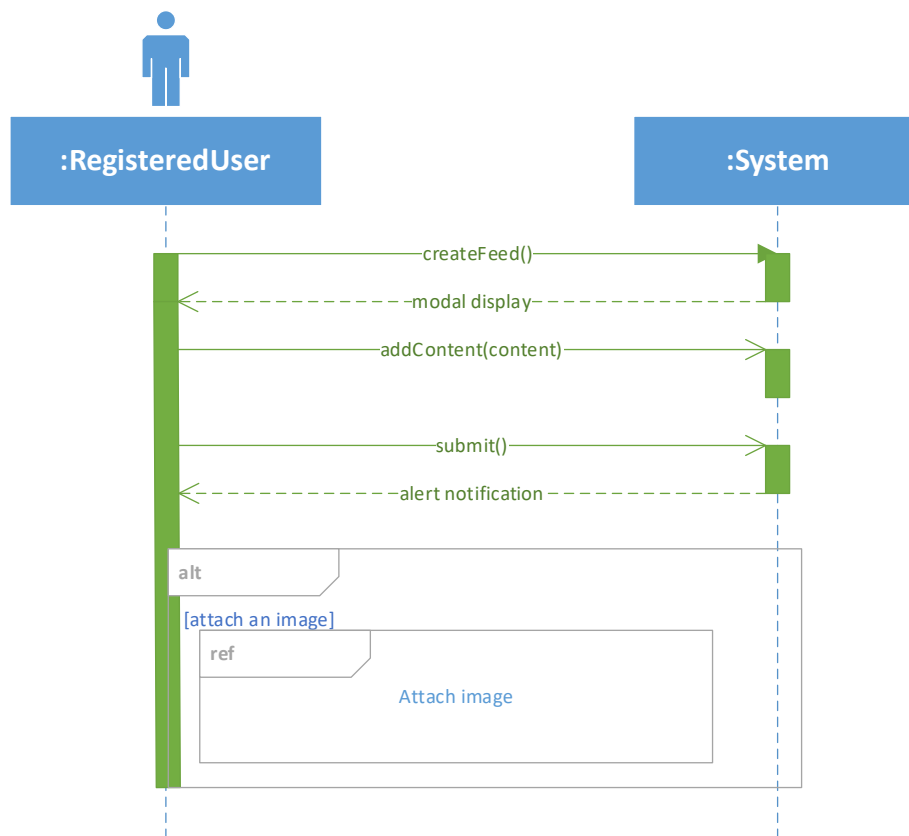 :RegisteredUser
:System
createFeed()
modal display
addContent(content)
submit()
alert notification
alt
[attach an image]
ref
Attach image